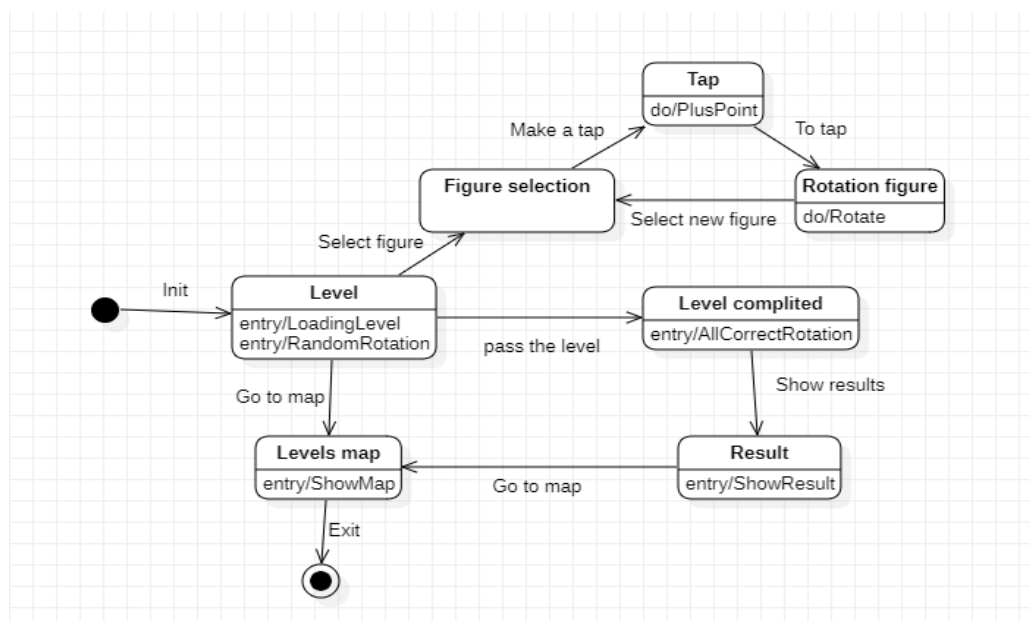 Tap
do/PlusPoint
Make a tap
To tap
Figure selection
Rotation figure
do/Rotate
Select new figure
Select figure
Init
Level
entry/LoadingLevel
entry/RandomRotation
pass the level
Level complited
entry/AllCorrectRotation
Show results
Go to map
Levels map
entry/ShowMap
Go to map
Result
entry/ShowResult
Exit